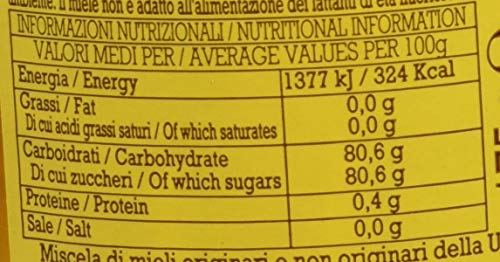 ambiente. Il miele non è adatto all'alimentazione dei lattanti di età
INFORMAZIONI NUTRIZIONALI / NUTRITIONAL INFORMATION
VALORI MEDI PER / AVERAGE VALUES PER 100g
Energia / Energy 1377 kJ / 324 Kcal
Grassi / Fat 0,0 g
Di cui acidi grassi saturi / Of which saturates 0,0 g
Carboidrati / Carbohydrate 80,6 g
Di cui zuccheri / Of which sugars 80,6 g
Proteine / Protein 0,4 g
Sale / Salt 0,0 g
Miscela di mieli originari e non originari della U